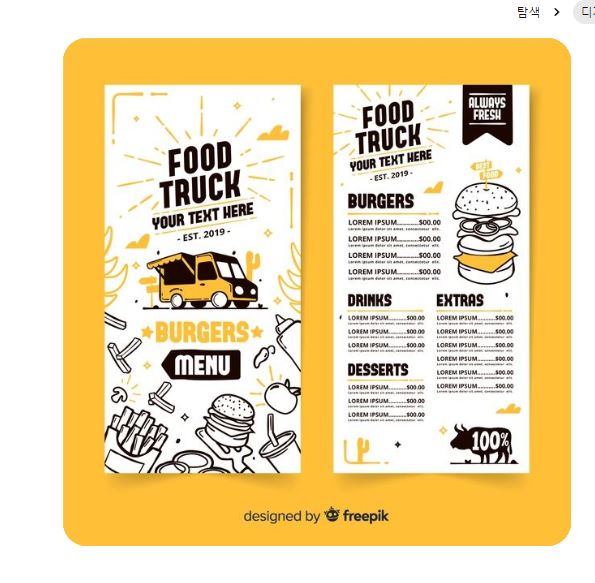 탐색 > 디
FOOD
TRUCK
YOUR TEXT HERE
- EST. 2019 -
BURGERS
MENU
FOOD
TRUCK
YOUR TEXT HERE
- EST. 2019 -
ALWAYS
FRESH
BEST
FOOD
BURGERS
LOREM IPSUM............$00.00
Lorem ipsum dolor sit amet, consectetur elit.
LOREM IPSUM............$00.00
Lorem ipsum dolor sit amet, consectetur elit.
LOREM IPSUM............$00.00
Lorem ipsum dolor sit amet, consectetur elit.
LOREM IPSUM............$00.00
Lorem ipsum dolor sit amet, consectetur elit.
DRINKS
LOREM IPSUM............$00.00
Lorem ipsum dolor sit amet, consectetur elit.
LOREM IPSUM............$00.00
Lorem ipsum dolor sit amet, consectetur elit.
LOREM IPSUM............$00.00
Lorem ipsum dolor sit amet, consectetur elit.
DESSERTS
LOREM IPSUM............$00.00
Lorem ipsum dolor sit amet, consectetur elit.
LOREM IPSUM............$00.00
Lorem ipsum dolor sit amet, consectetur elit.
LOREM IPSUM............$00.00
Lorem ipsum dolor sit amet, consectetur elit.
EXTRAS
LOREM IPSUM............$00.00
Lorem ipsum dolor sit amet, consectetur elit.
LOREM IPSUM............$00.00
Lorem ipsum dolor sit amet, consectetur elit.
LOREM IPSUM............$00.00
Lorem ipsum dolor sit amet, consectetur elit.
LOREM IPSUM............$00.00
Lorem ipsum dolor sit amet, consectetur elit.
LOREM IPSUM............$00.00
Lorem ipsum dolor sit amet, consectetur elit.
LOREM IPSUM............$00.00
Lorem ipsum dolor sit amet, consectetur elit.
100%
designed by freepik